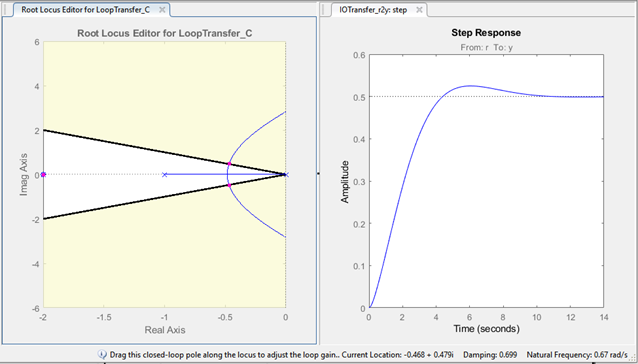 Root Locus Editor for LoopTransfer_C
IOTransfer_r2y: step
Root Locus Editor for LoopTransfer_C
6
4
2
0
-2
-4
-6
Imag Axis
-2
-1.5
-1
-0.5
0
Real Axis
Step Response
From: r To: y
0.6
0.5
0.4
0.3
0.2
0.1
0
Amplitude
0
2
4
6
8
10
12
14
Time (seconds)
Drag this closed-loop pole along the locus to adjust the loop gain.. Current Location: -0.468 + 0.479i Damping: 0.699 Natural Frequency: 0.67 rad/s